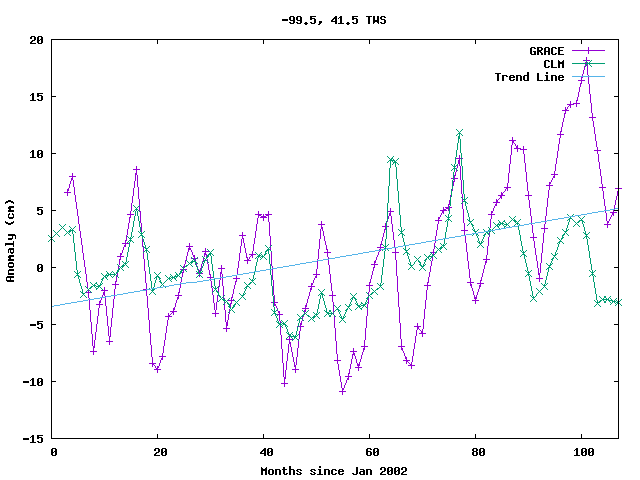 -99.5, 41.5 TWS
20
15
10
5
0
-5
-10
-15
Anomaly (cm)
GRACE
CLM
Trend Line
0 20 40 60 80 100
Months since Jan 2002